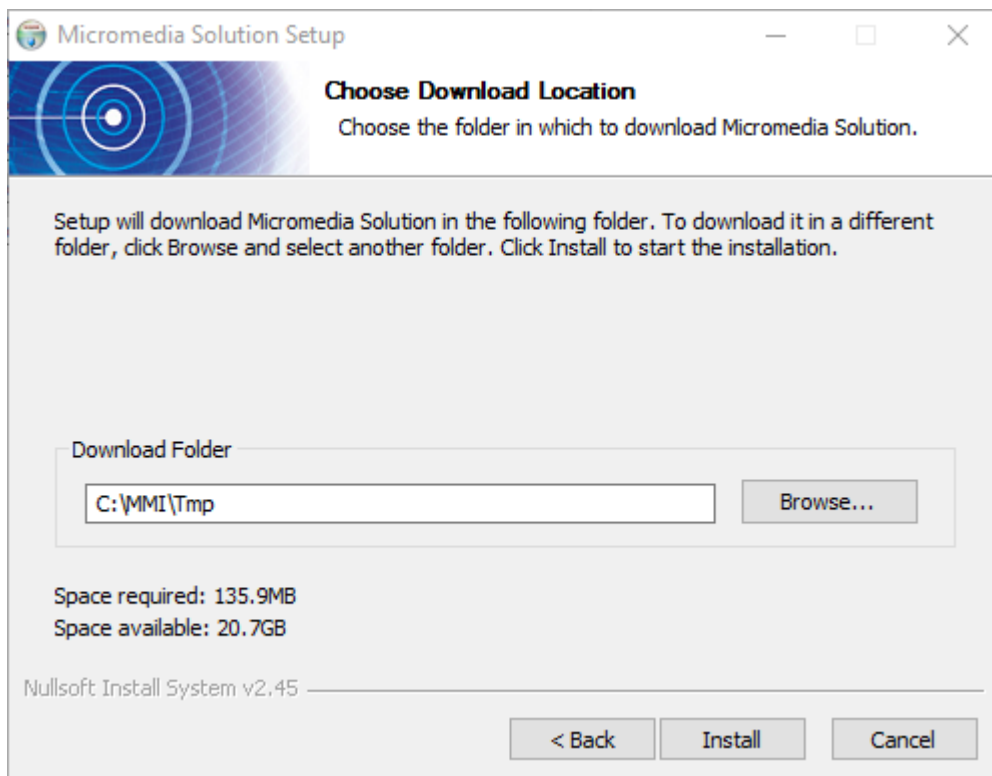 Micromedia Solution Setup
Choose Download Location
Choose the folder in which to download Micromedia Solution.
Setup will download Micromedia Solution in the following folder. To download it in a different
folder, click Browse and select another folder. Click Install to start the installation.
Download Folder
C:\MMI\Tmp
Browse...
Space required: 135.9MB
Space available: 20.7GB
Nullsoft Install System v2.45
< Back
Install
Cancel